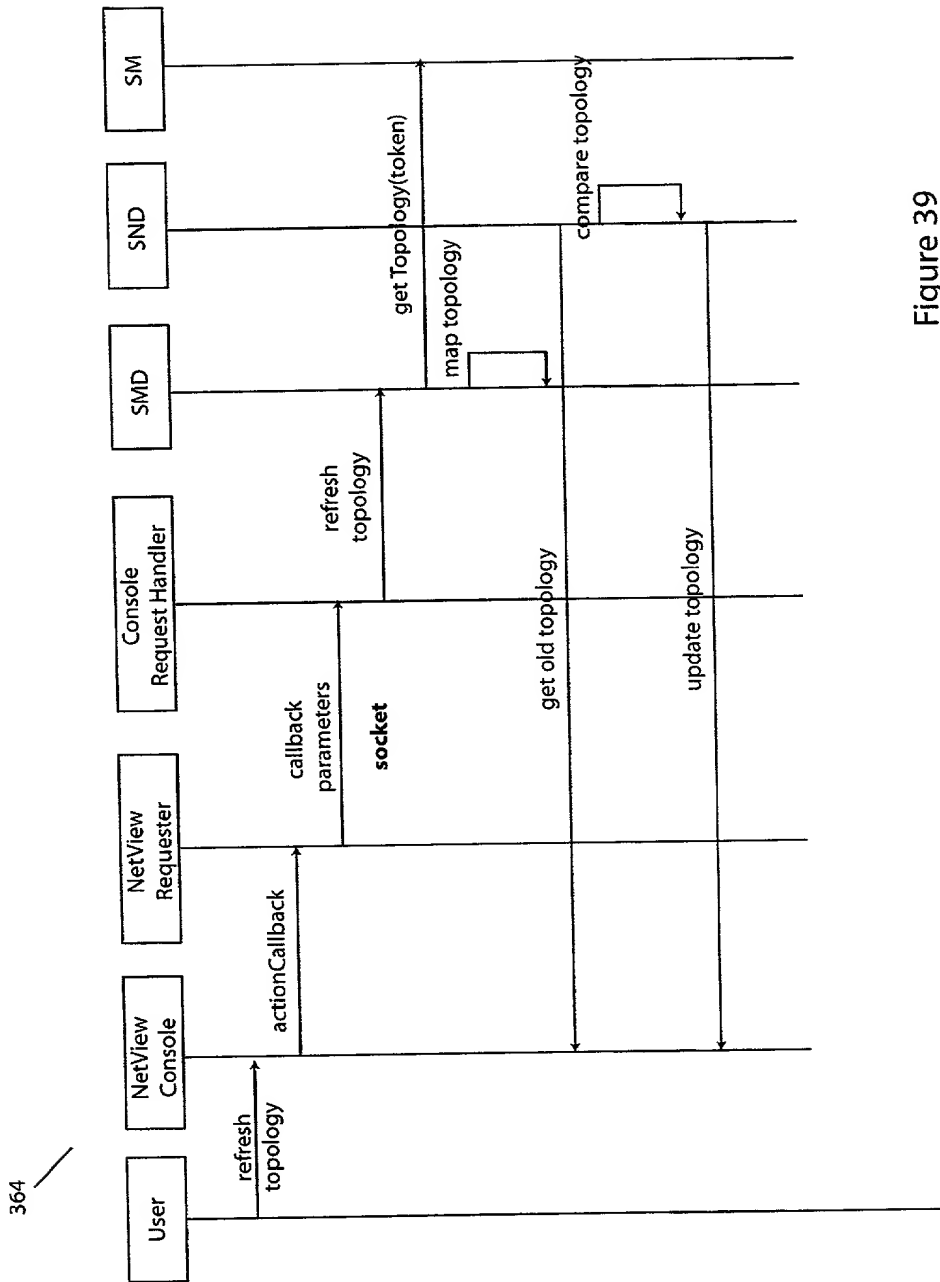 364
User
NetView
Console
NetView
Requester
Console
Request Handler
SMD
SND
SM
refresh
topology
actionCallback
callback
parameters
socket
refresh
topology
get Topology(token)
map topology
get old topology
compare topology
update topology
Figure 39